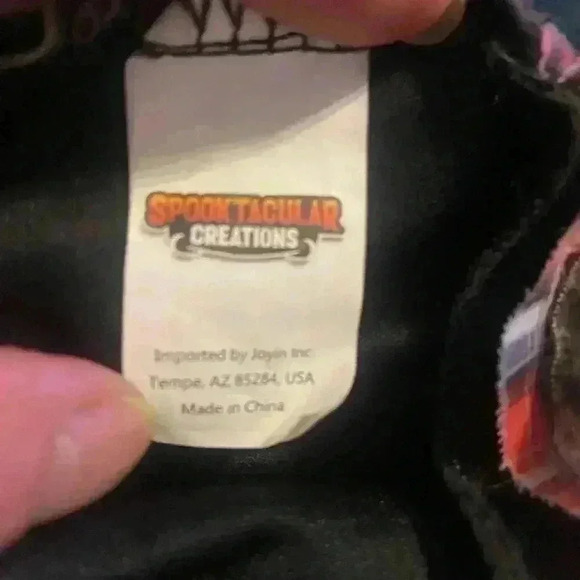 SPOOKTACULAR
CREATIONS
Imported by Joyin Inc.
Tempe, AZ 85284, USA
Made in China